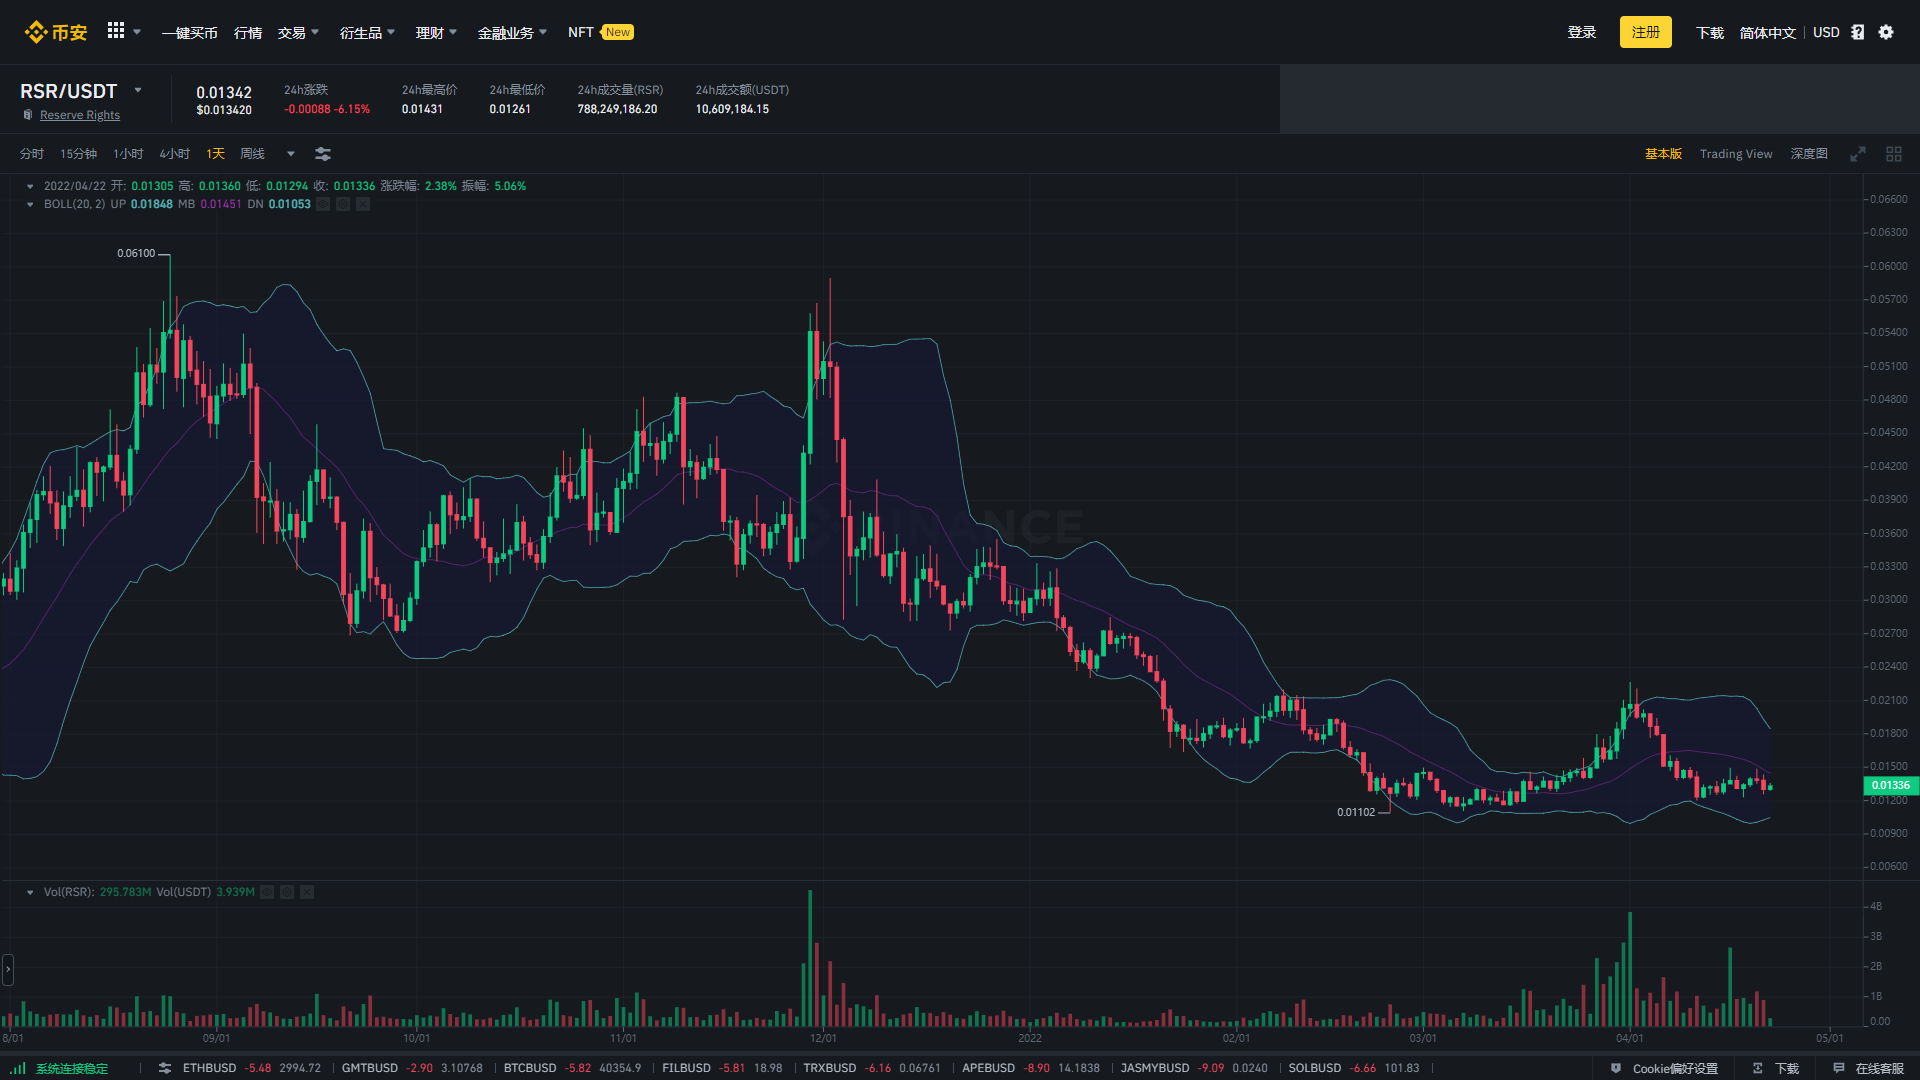 币安 一键买币 行情 交易 衍生品 理财 金融业务 NFT New 登录 注册 下载 简体中文 USD
RSR/USDT
Reserve Rights
0.01342
$0.013420
24h涨跌
-0.00088 -6.15%
24h最高价
0.01431
24h最低价
0.01261
24h成交量(RSR)
788,249,186.20
24h成交额(USDT)
10,609,184.15
分时 15分钟 1小时 4小时 1天 周线 基本版 Trading View 深度图
2022/04/22 开: 0.01305 高: 0.01360 低: 0.01294 收: 0.01336 涨跌幅: 2.38% 振幅: 5.06%
BOLL(20, 2) UP 0.01848 MB 0.01451 DN 0.01053
0.06100
0.01102
BINANCE
0.06600
0.06300
0.06000
0.05700
0.05400
0.05100
0.04800
0.04500
0.04200
0.03900
0.03600
0.03300
0.03000
0.02700
0.02400
0.02100
0.01800
0.01500
0.01336
0.01200
0.00900
0.00600
Vol(RSR): 295.783M Vol(USDT) 3.939M
4B
3B
2B
1B
0.00
8/01 09/01 10/01 11/01 12/01 2022 02/01 03/01 04/01 05/01
系统连接稳定 ETHBUSD -5.48 2994.72 GMTBUSD -2.90 3.10768 BTCBUSD -5.82 40354.9 FILBUSD -5.81 18.98 TRXBUSD -6.16 0.06761 APEBUSD -8.90 14.1838 JASMYBUSD -9.09 0.0240 SOLBUSD -6.66 101.83 Cookie偏好设置 下载 在线客服